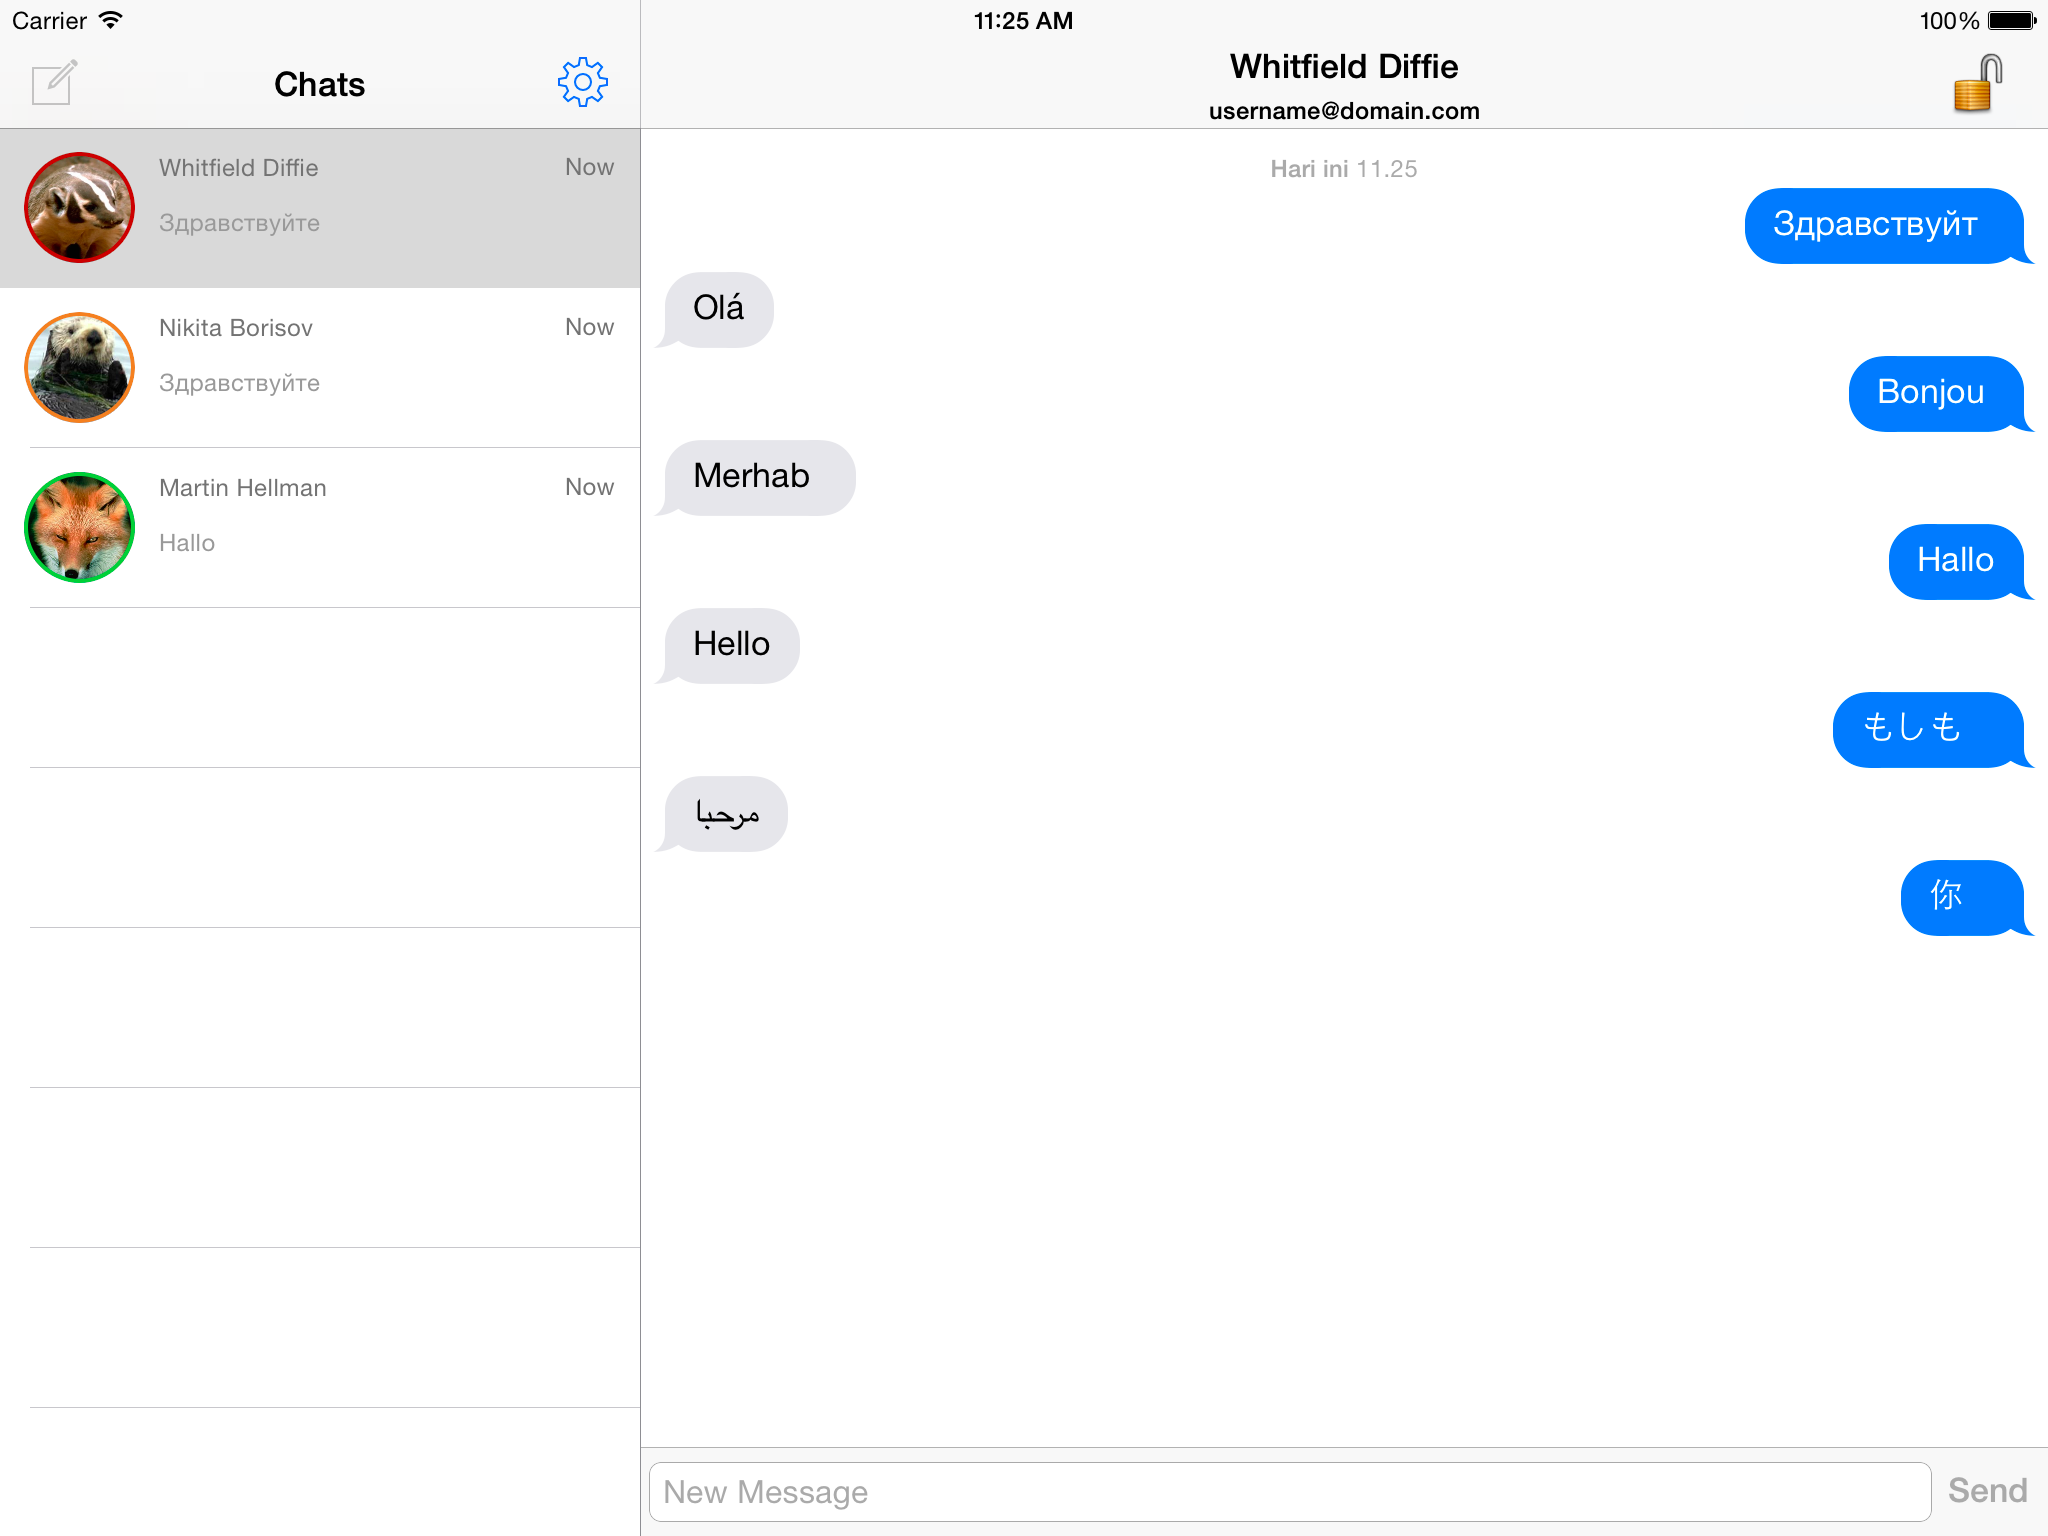 Carrier
11:25 AM
100%
Chats
Whitfield Diffie
username@domain.com
Whitfield Diffie
Now
Здравствуйте
Nikita Borisov
Now
Здравствуйте
Martin Hellman
Now
Hallo
Hari ini 11.25
Здравствуйт
Olá
Bonjou
Merhab
Hallo
Hello
もしも
مرحبا
你
New Message
Send